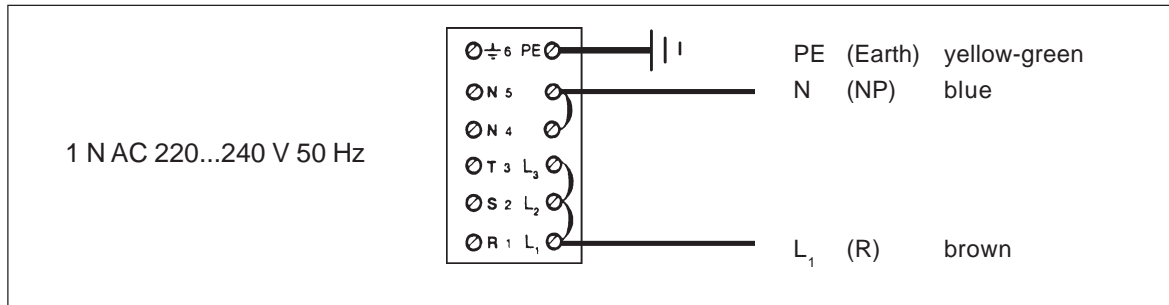 1 N AC 220...240 V 50 Hz
⏚ 6 PE
N 5
N 4
T 3 L₃
S 2 L₂
R 1 L₁
PE (Earth) yellow-green
N (NP) blue
L₁ (R) brown